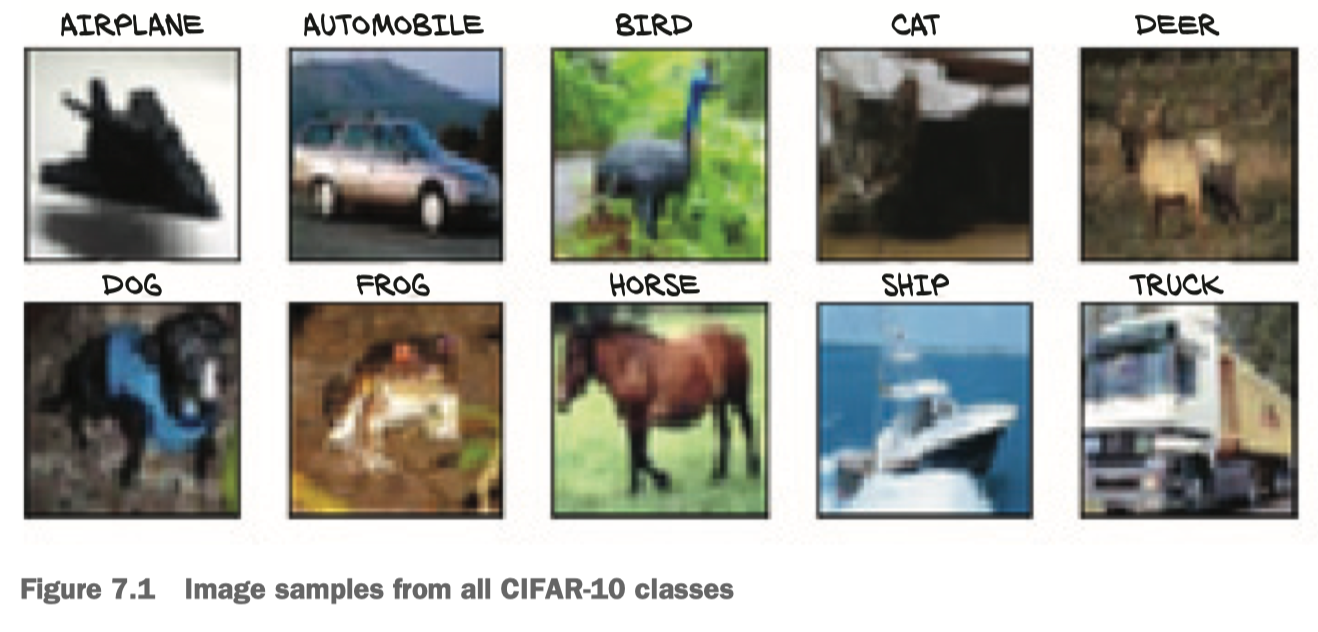 AIRPLANE AUTOMOBILE BIRD CAT DEER
DOG FROG HORSE SHIP TRUCK
Figure 7.1 Image samples from all CIFAR-10 classes